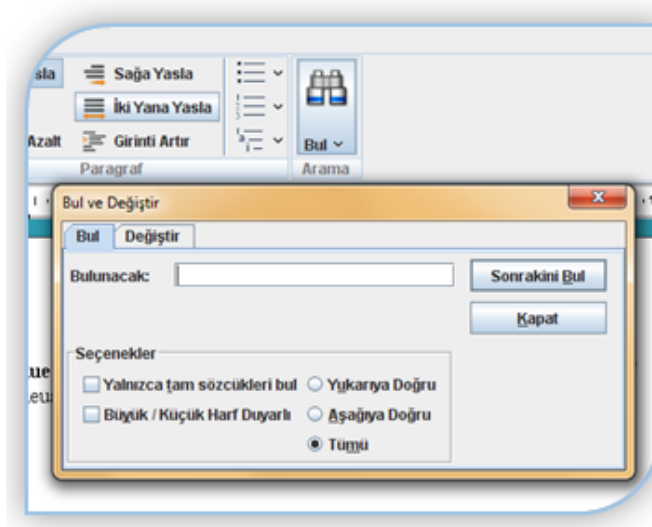 sla Sağa Yasla
İki Yana Yasla
Azalt Girinti Artır Bul
Paragraf Arama
Bul ve Değiştir
Bul Değiştir
Bulunacak: Sonrakini Bul
Kapat
Seçenekler
Yalnızca tam sözcükleri bul Yukarıya Doğru
Büyük / Küçük Harf Duyarlı Aşağıya Doğru
Tümü